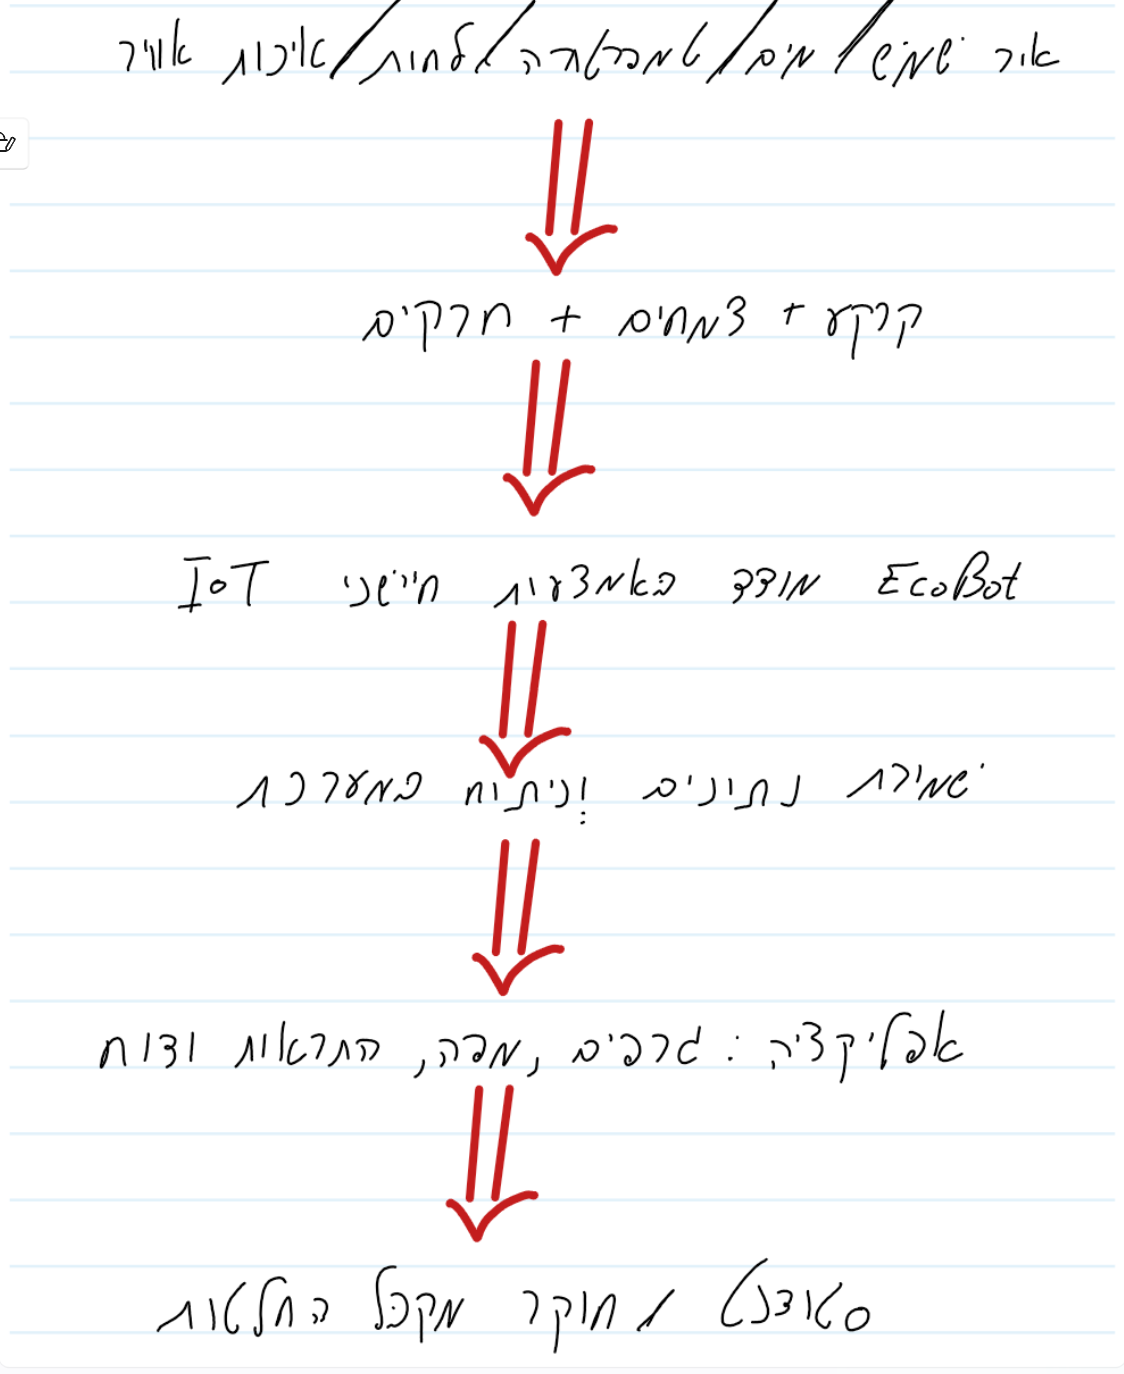 אור שמש / מים / טמפרטורה / לחות / איכות אוויר
קרקע + צמחים + חרקים
EcoBot מודד באמצעות חיישני IoT
שמירת נתונים וניתוח במערכת
אפליקציה: גרפים, מפה, התראות ודוח
סטודנט / חוקר מקבל החלטות